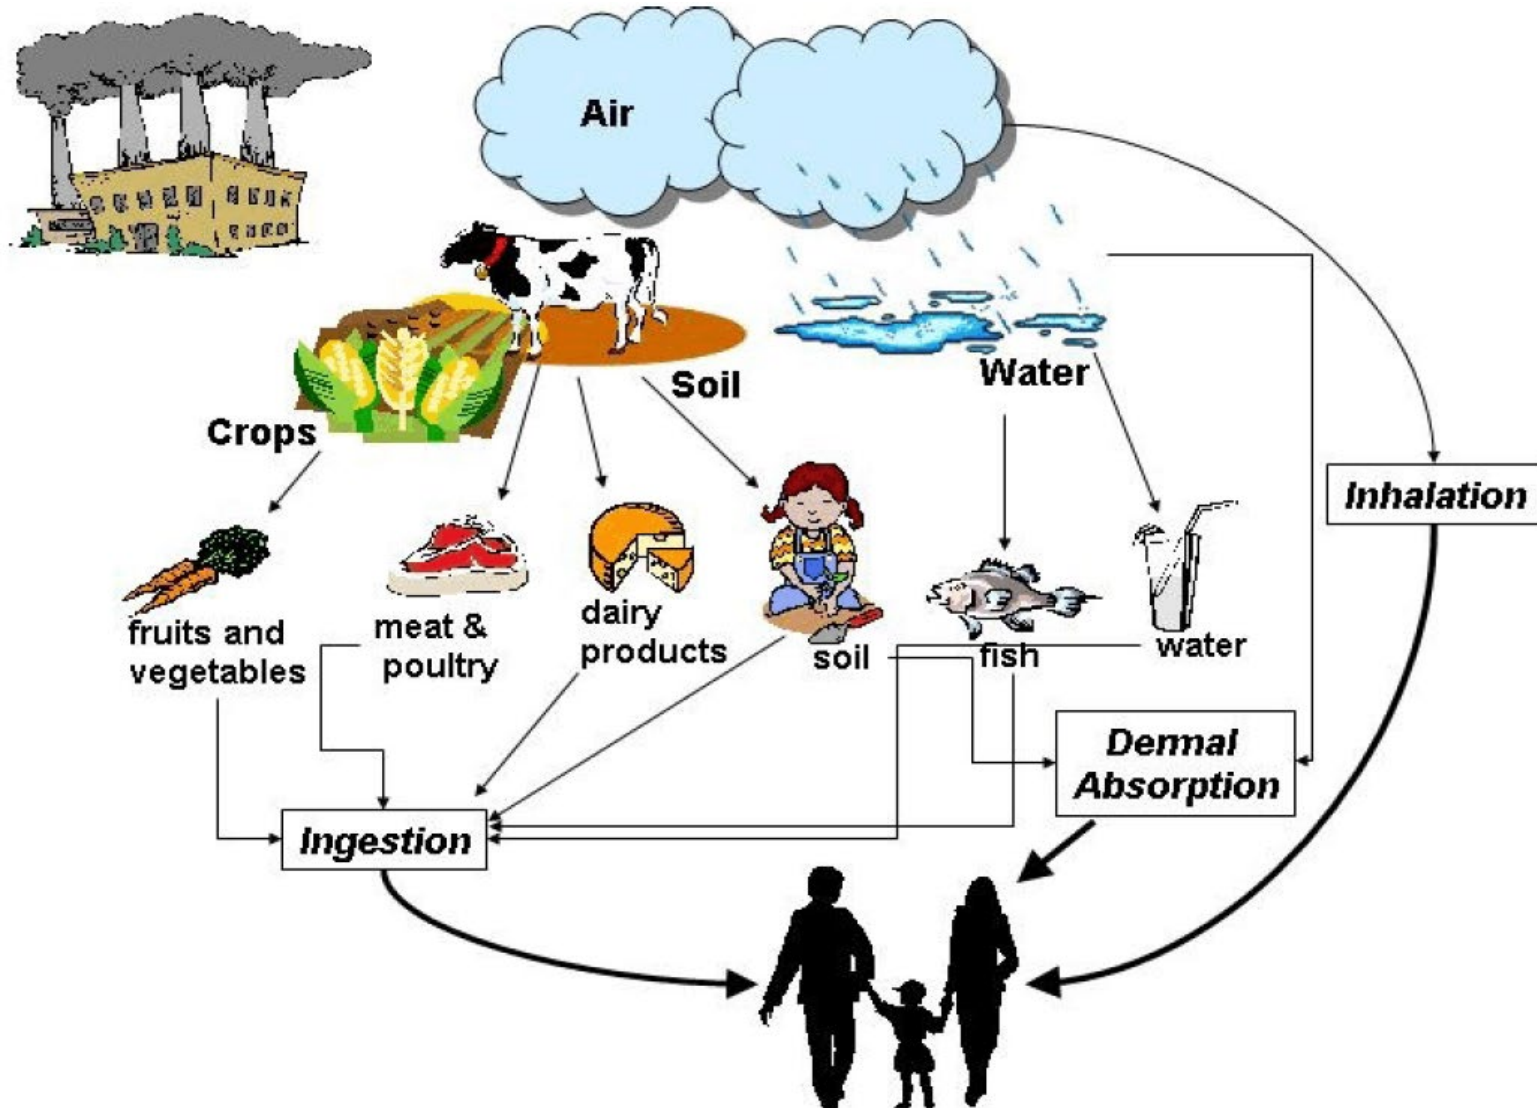 Air
Soil
Water
Crops
Inhalation
fruits and
vegetables
meat &
poultry
dairy
products
soil
fish
water
Dermal
Absorption
Ingestion